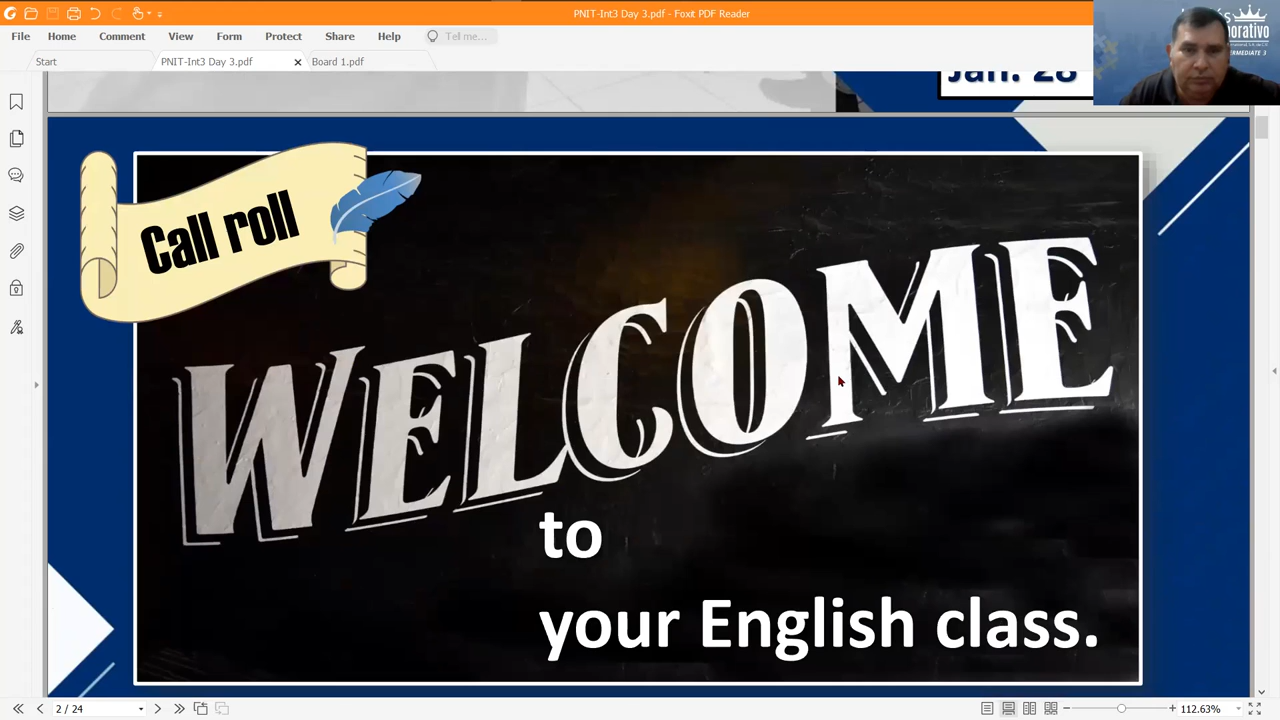 PNIT-Int3 Day 3.pdf - Foxit PDF Reader
File Home Comment View Form Protect Share Help Tell me...
Start PNIT-Int3 Day 3.pdf Board 1.pdf
Jan. 28
Call roll
WELCOME
to
your English class.
2 / 24 112.63%